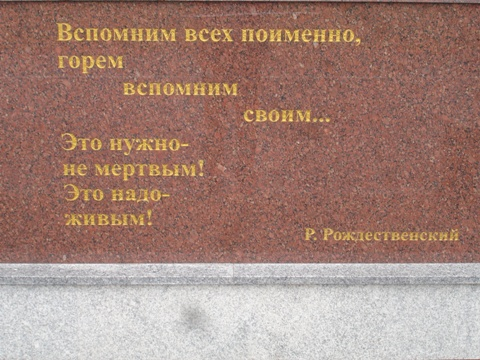 Вспомним всех поименно,
горем
вспомним
своим...
Это нужно-
не мертвым!
Это надо-
живым!
Р. Рождественский